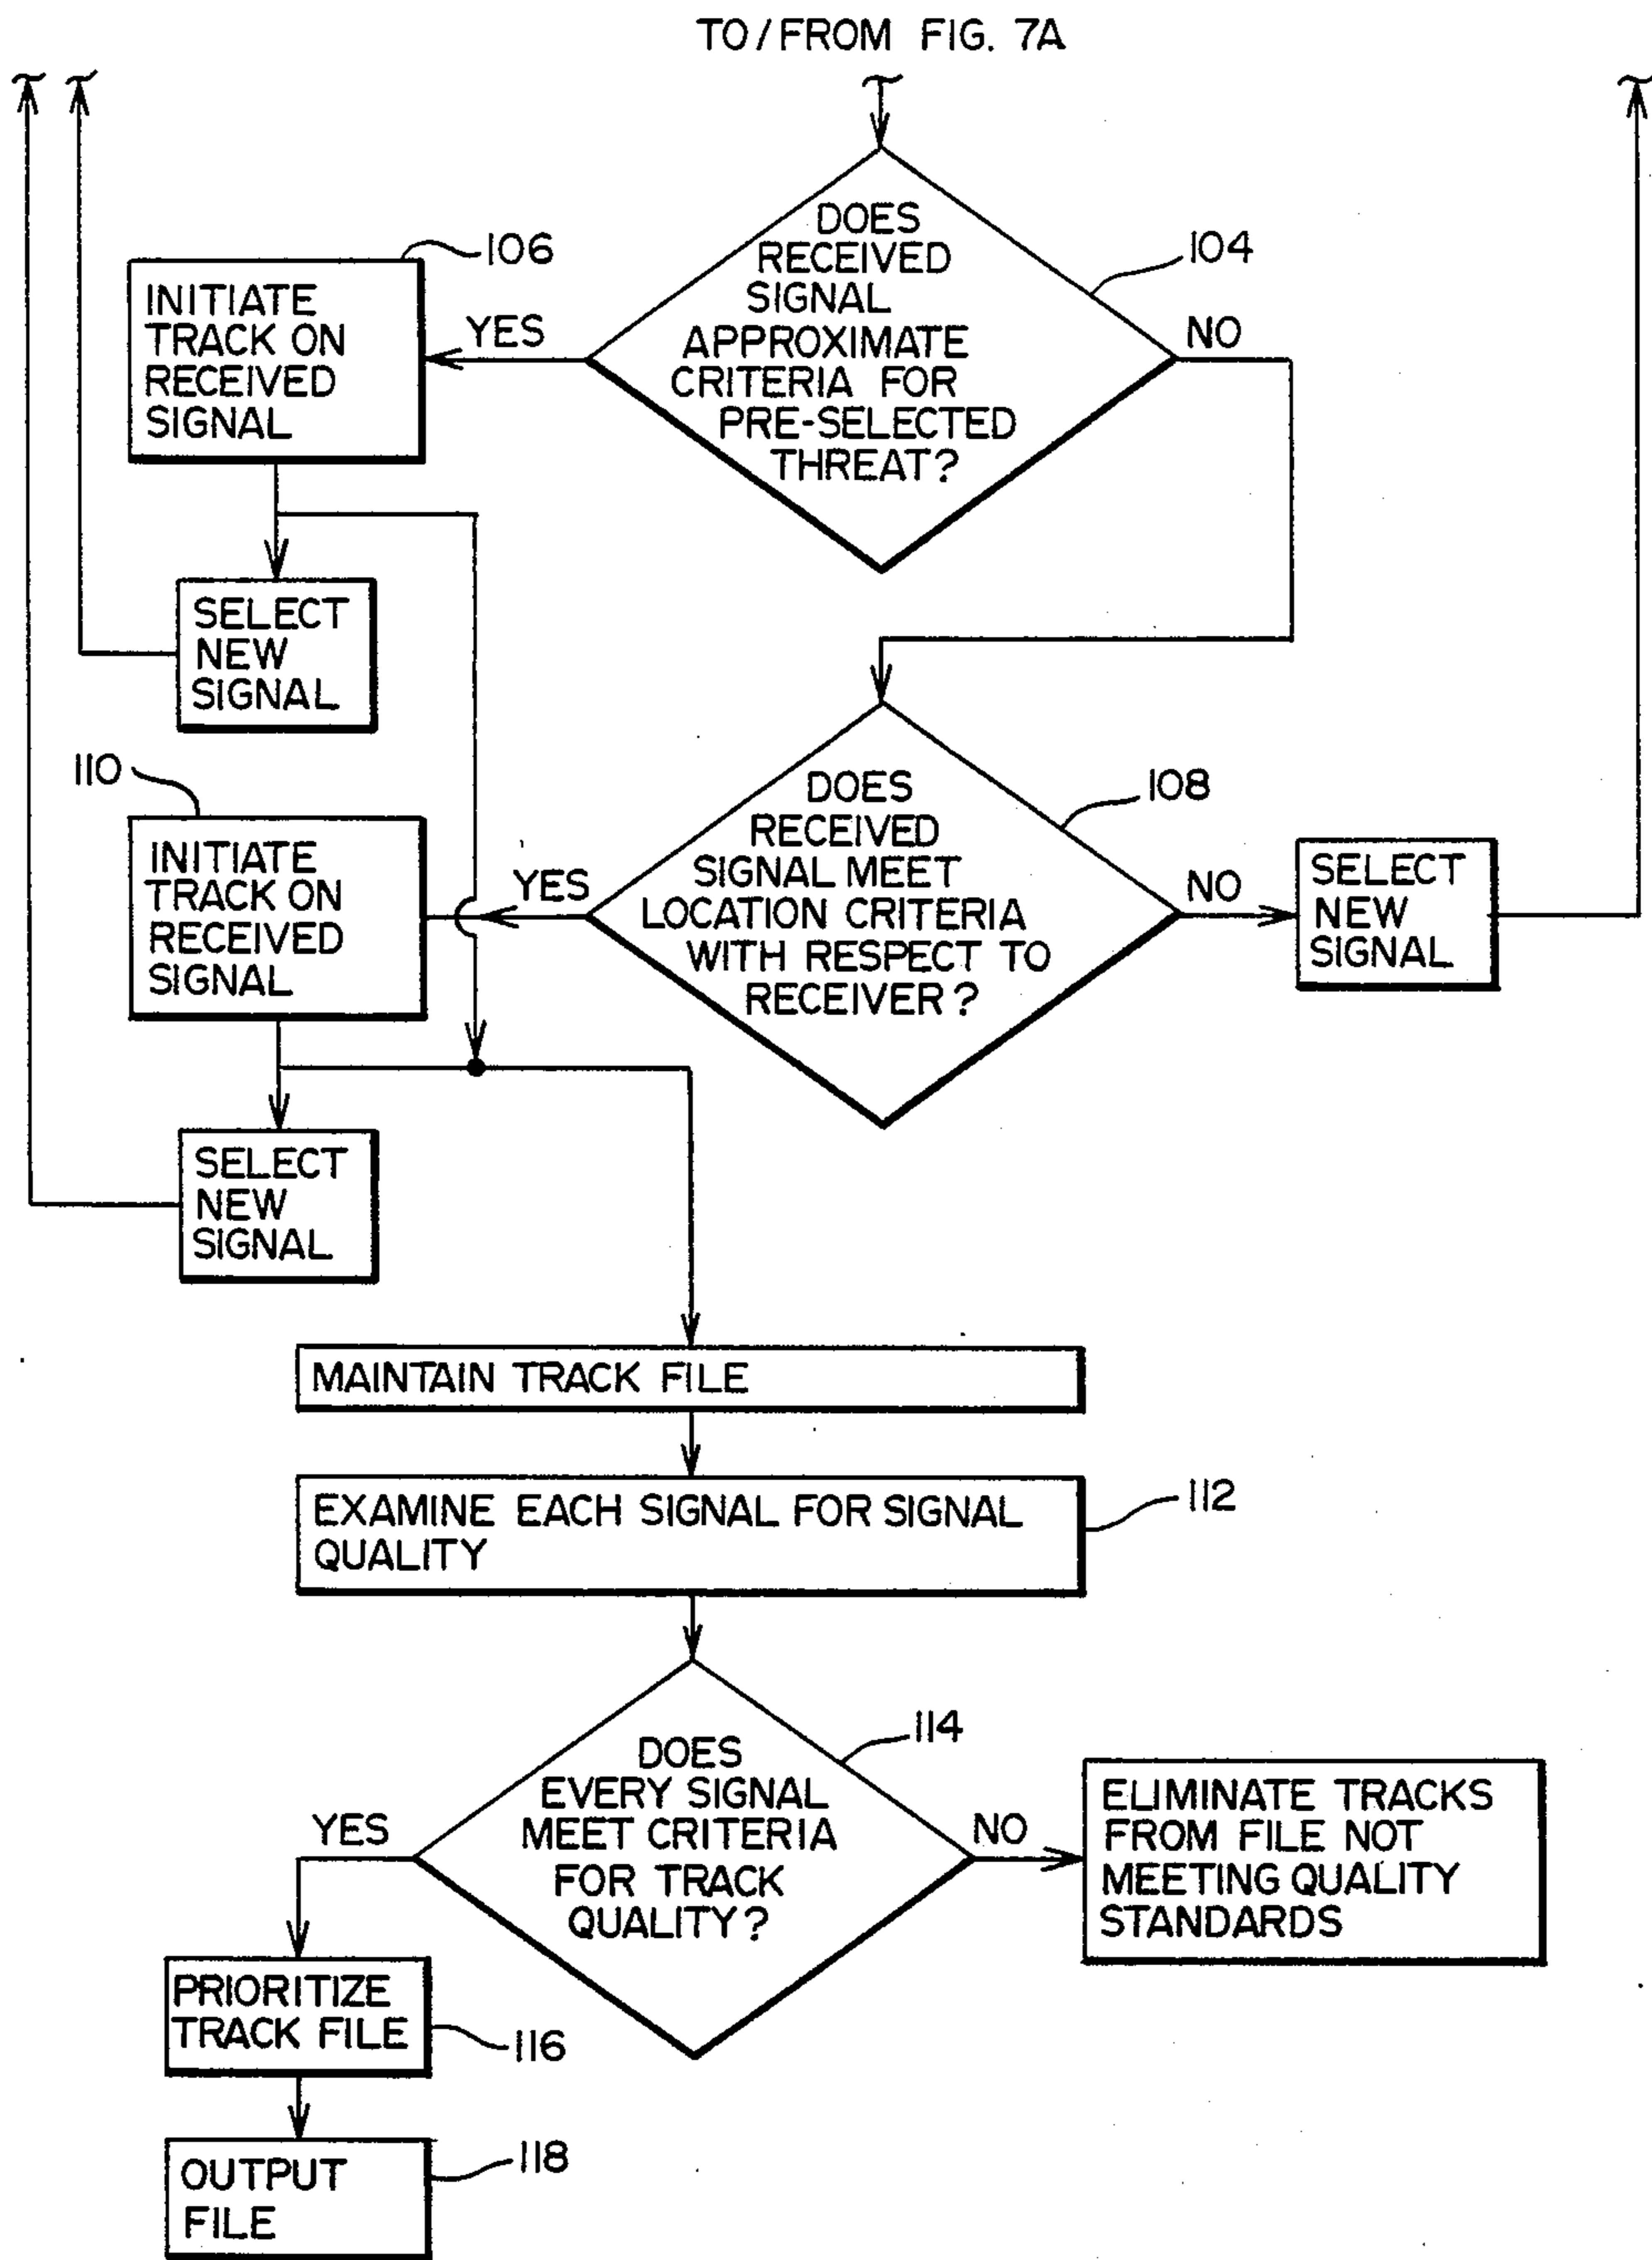 TO/FROM FIG. 7A
DOES
RECEIVED
SIGNAL
APPROXIMATE
CRITERIA FOR
PRE-SELECTED
THREAT?
104
YES
NO
106
INITIATE
TRACK ON
RECEIVED
SIGNAL
SELECT
NEW
SIGNAL
DOES
RECEIVED
SIGNAL MEET
LOCATION CRITERIA
WITH RESPECT TO
RECEIVER?
108
YES
NO
110
INITIATE
TRACK ON
RECEIVED
SIGNAL
SELECT
NEW
SIGNAL
SELECT
NEW
SIGNAL
MAINTAIN TRACK FILE
EXAMINE EACH SIGNAL FOR SIGNAL
QUALITY
112
DOES
EVERY SIGNAL
MEET CRITERIA
FOR TRACK
QUALITY?
114
YES
NO
ELIMINATE TRACKS
FROM FILE NOT
MEETING QUALITY
STANDARDS
PRIORITIZE
TRACK FILE
116
OUTPUT
FILE
118